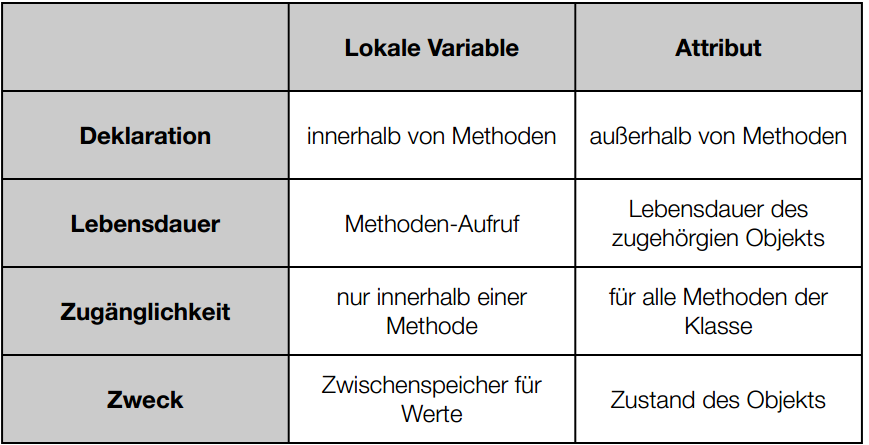 Lokale Variable
Attribut
Deklaration
innerhalb von Methoden
außerhalb von Methoden
Lebensdauer
Methoden-Aufruf
Lebensdauer des
zugehörgien Objekts
Zugänglichkeit
nur innerhalb einer
Methode
für alle Methoden der
Klasse
Zweck
Zwischenspeicher für
Werte
Zustand des Objekts